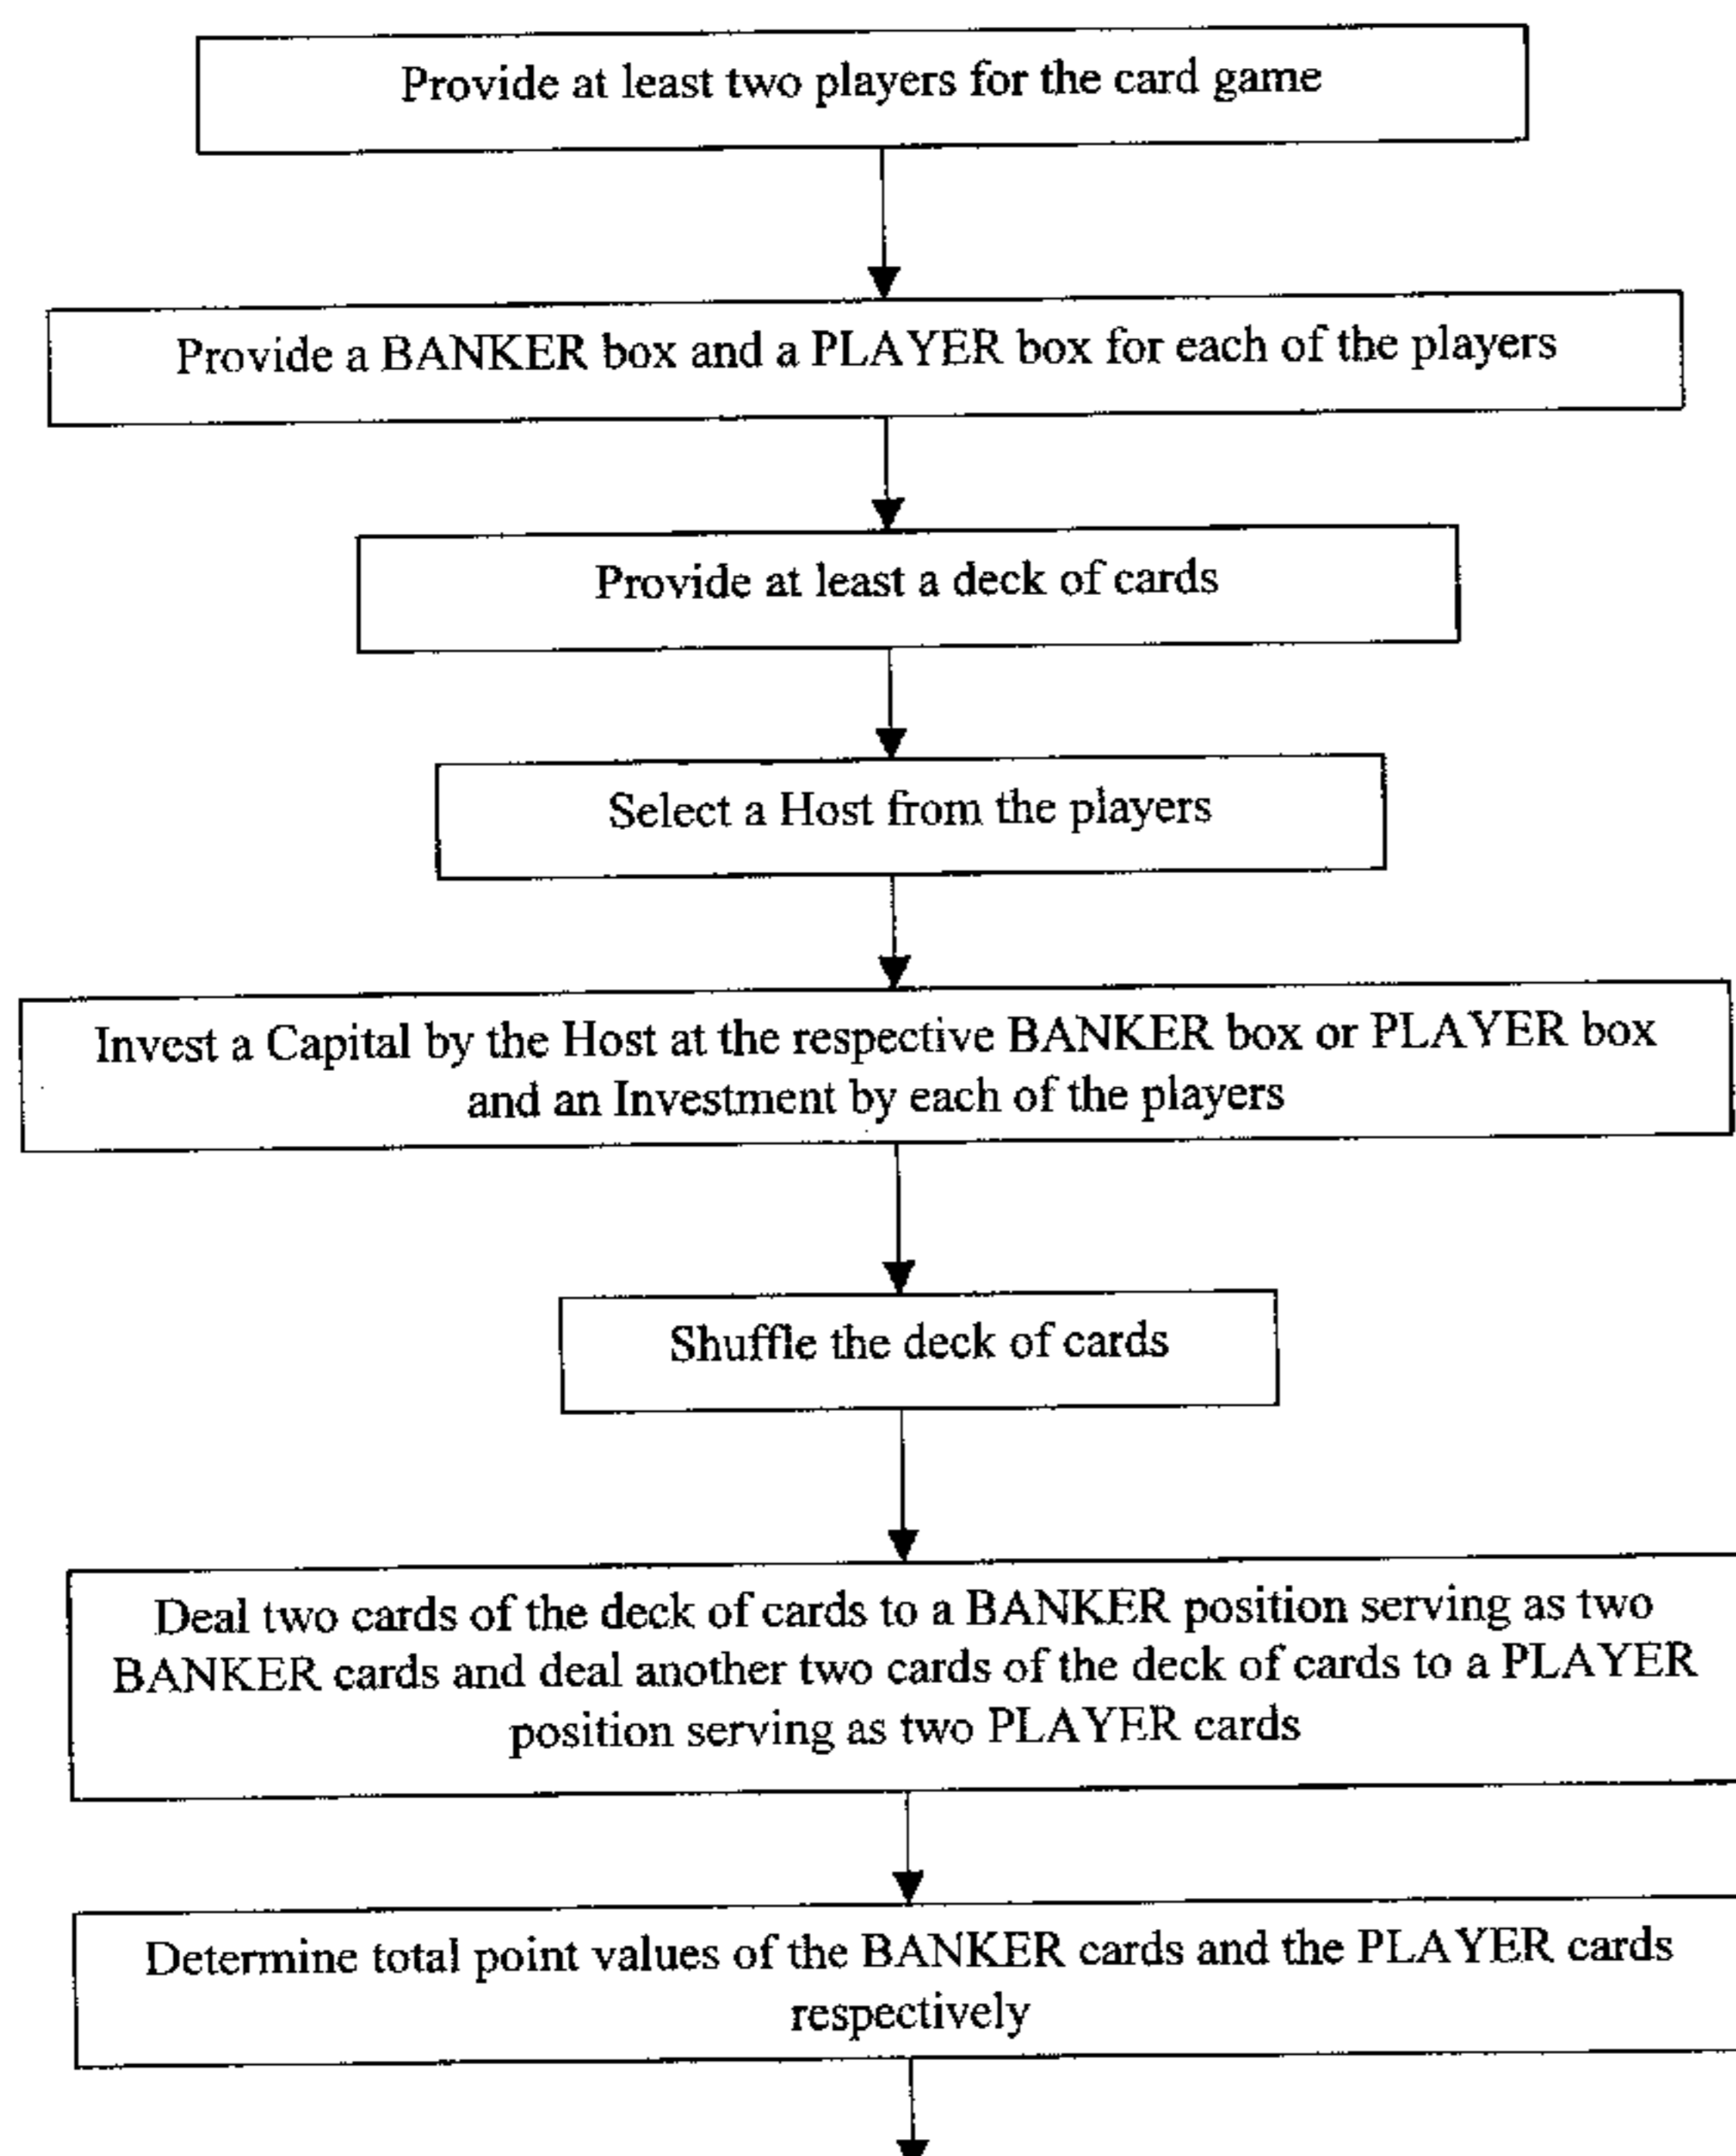 Provide at least two players for the card game
Provide a BANKER box and a PLAYER box for each of the players
Provide at least a deck of cards
Select a Host from the players
Invest a Capital by the Host at the respective BANKER box or PLAYER box
and an Investment by each of the players
Shuffle the deck of cards
Deal two cards of the deck of cards to a BANKER position serving as two
BANKER cards and deal another two cards of the deck of cards to a PLAYER
position serving as two PLAYER cards
Determine total point values of the BANKER cards and the PLAYER cards
respectively